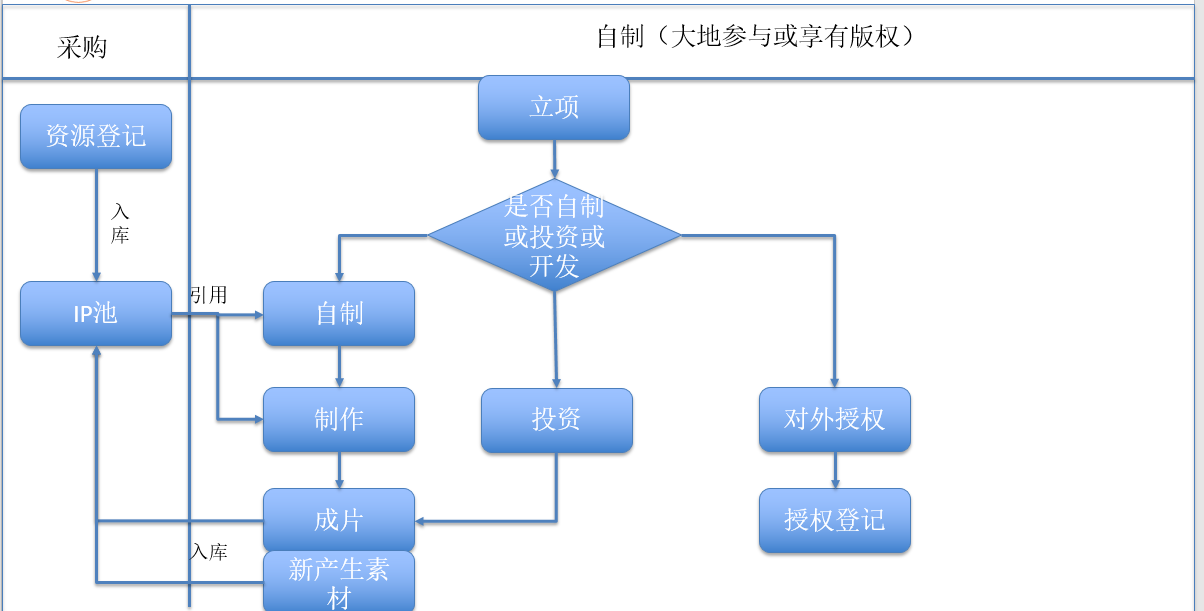 采购
自制（大地参与或享有版权）
立项
资源登记
入
库
是否自制
或投资或
开发
引用
IP池
自制
制作
投资
对外授权
成片
授权登记
入库
新产生素
材